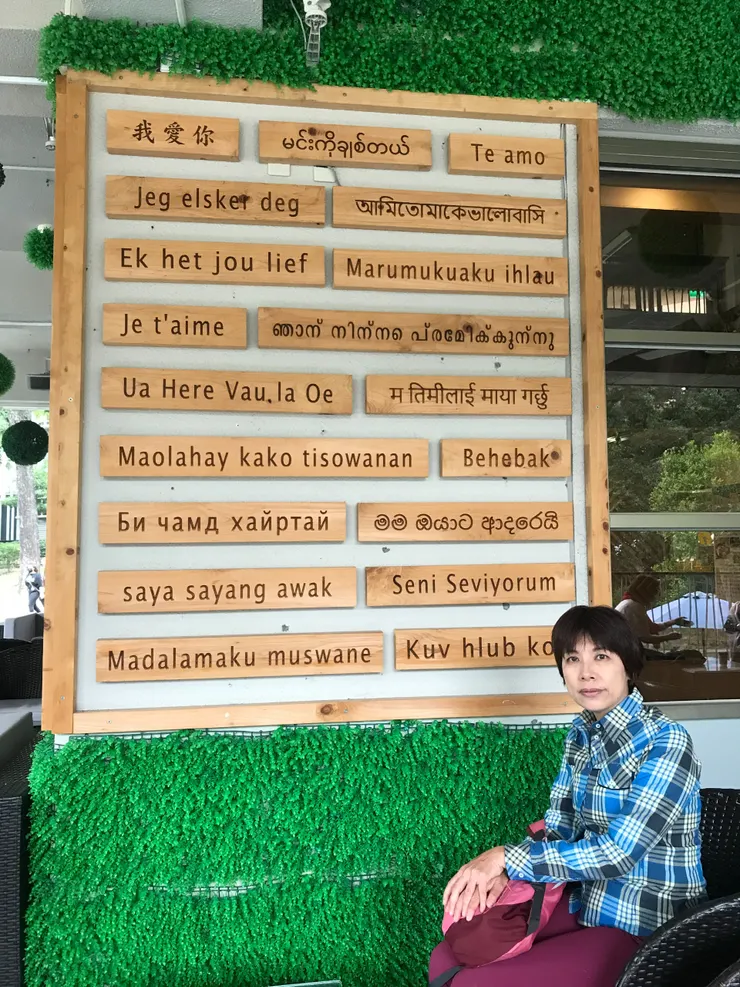 我愛你 မင်းကိုချစ်တယ် Te amo
Jeg elsker deg আমিতোমাকেভালোবাসি
Ek het jou lief Marumukuaku ihlau
Je t'aime ഞാന് നിന്നെ പ്രമേിക്കുന്നു
Ua Here Vau,la Oe म तिमीलाई माया गर्छु
Maolahay kako tisowanan Behebak
Би чамд хайртай මම ඔයාට ආදරෙයි
saya sayang awak Seni Seviyorum
Madalamaku muswane Kuv hlub ko